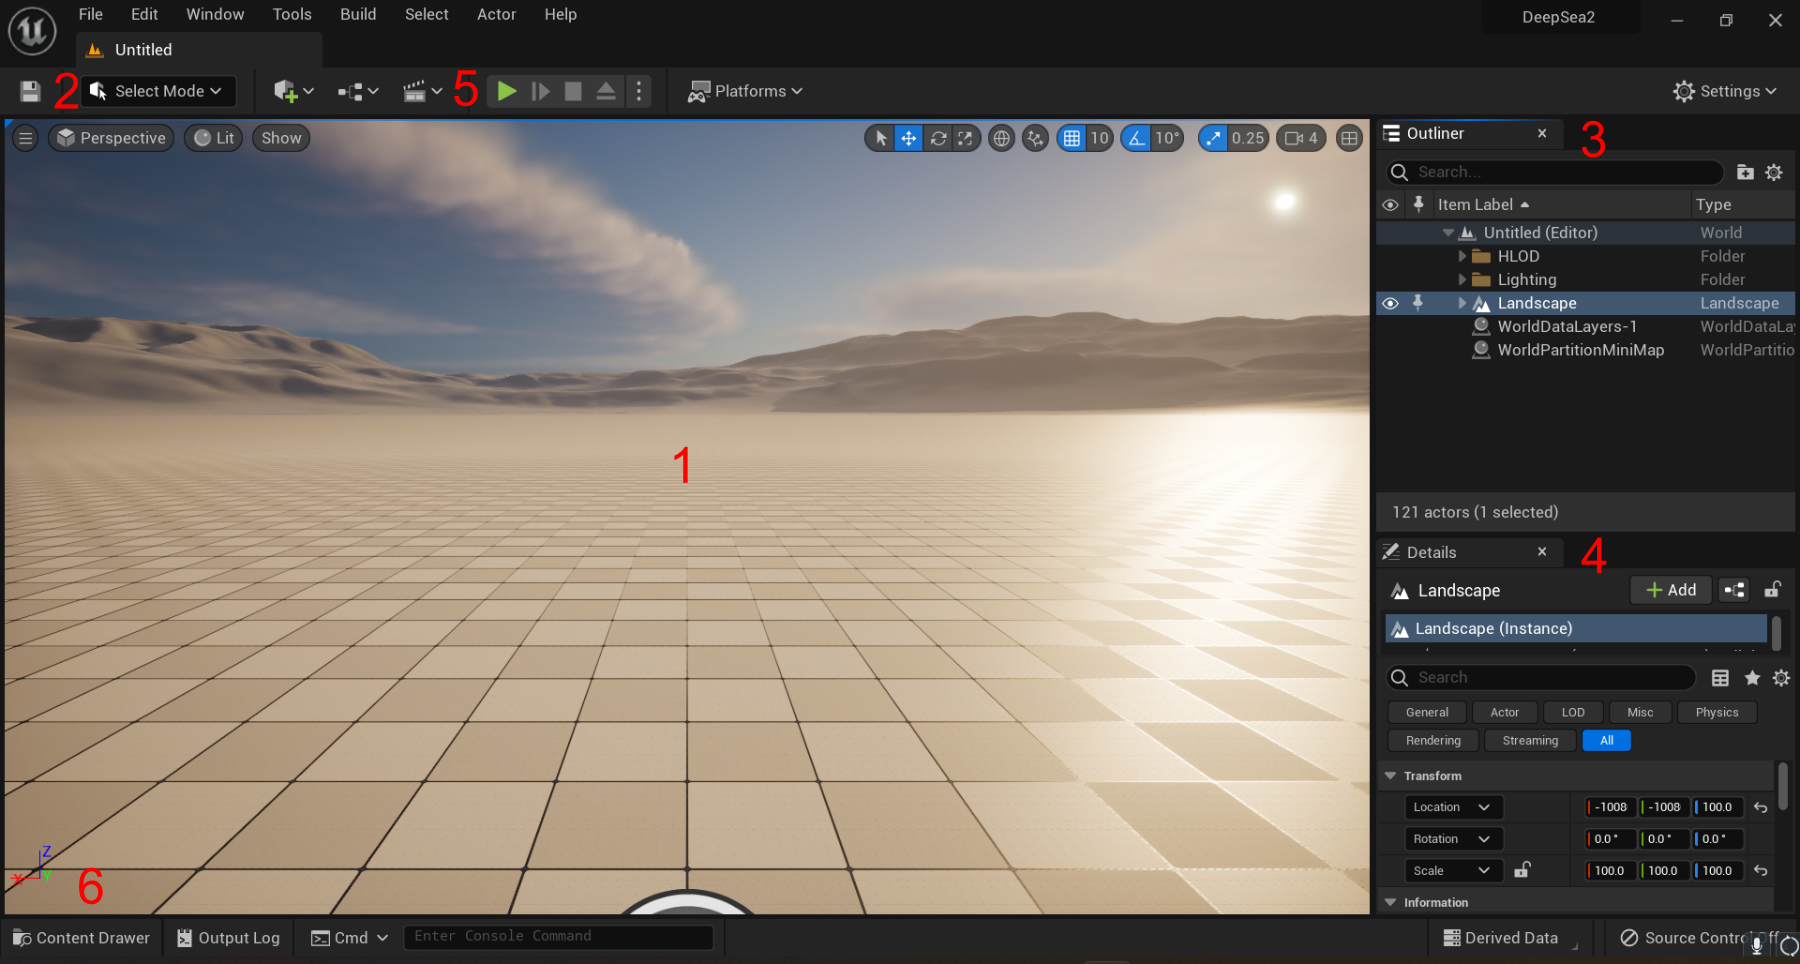 File Edit Window Tools Build Select Actor Help DeepSea2
Untitled
2 Select Mode 5 Platforms Settings
Perspective Lit Show 10 10° 0.25 4
Outliner 3
Search...
Item Label Type
Untitled (Editor) World
HLOD Folder
Lighting Folder
Landscape Landscape
WorldDataLayers-1 WorldDataLa
WorldPartitionMiniMap WorldPartitio
1
121 actors (1 selected)
Details 4
Landscape Add
Landscape (Instance)
Search
General Actor LOD Misc Physics
Rendering Streaming All
Transform
Location -1008 -1008 100.0
Rotation 0.0° 0.0° 0.0°
Scale 100.0 100.0 100.0
Information
Z
X Y
6
Content Drawer Output Log Cmd Enter Console Command Derived Data Source Control Off